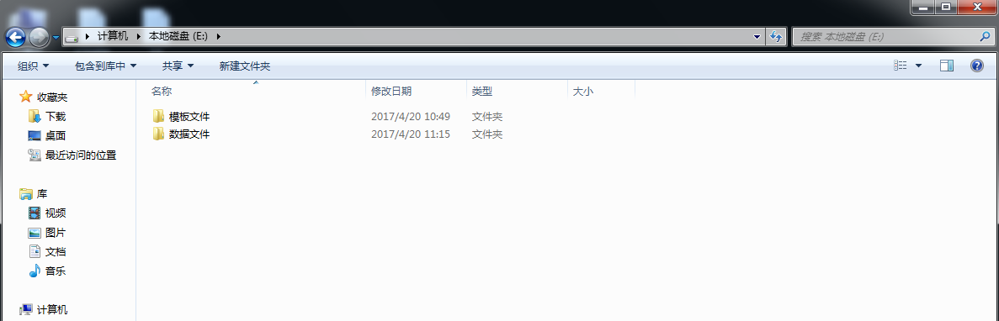 计算机 本地磁盘 (E:)
搜索 本地磁盘 (E:)
组织 包含到库中 共享 新建文件夹
收藏夹
下载
桌面
最近访问的位置
库
视频
图片
文档
音乐
计算机
名称 修改日期 类型 大小
模板文件 2017/4/20 10:49 文件夹
数据文件 2017/4/20 11:15 文件夹